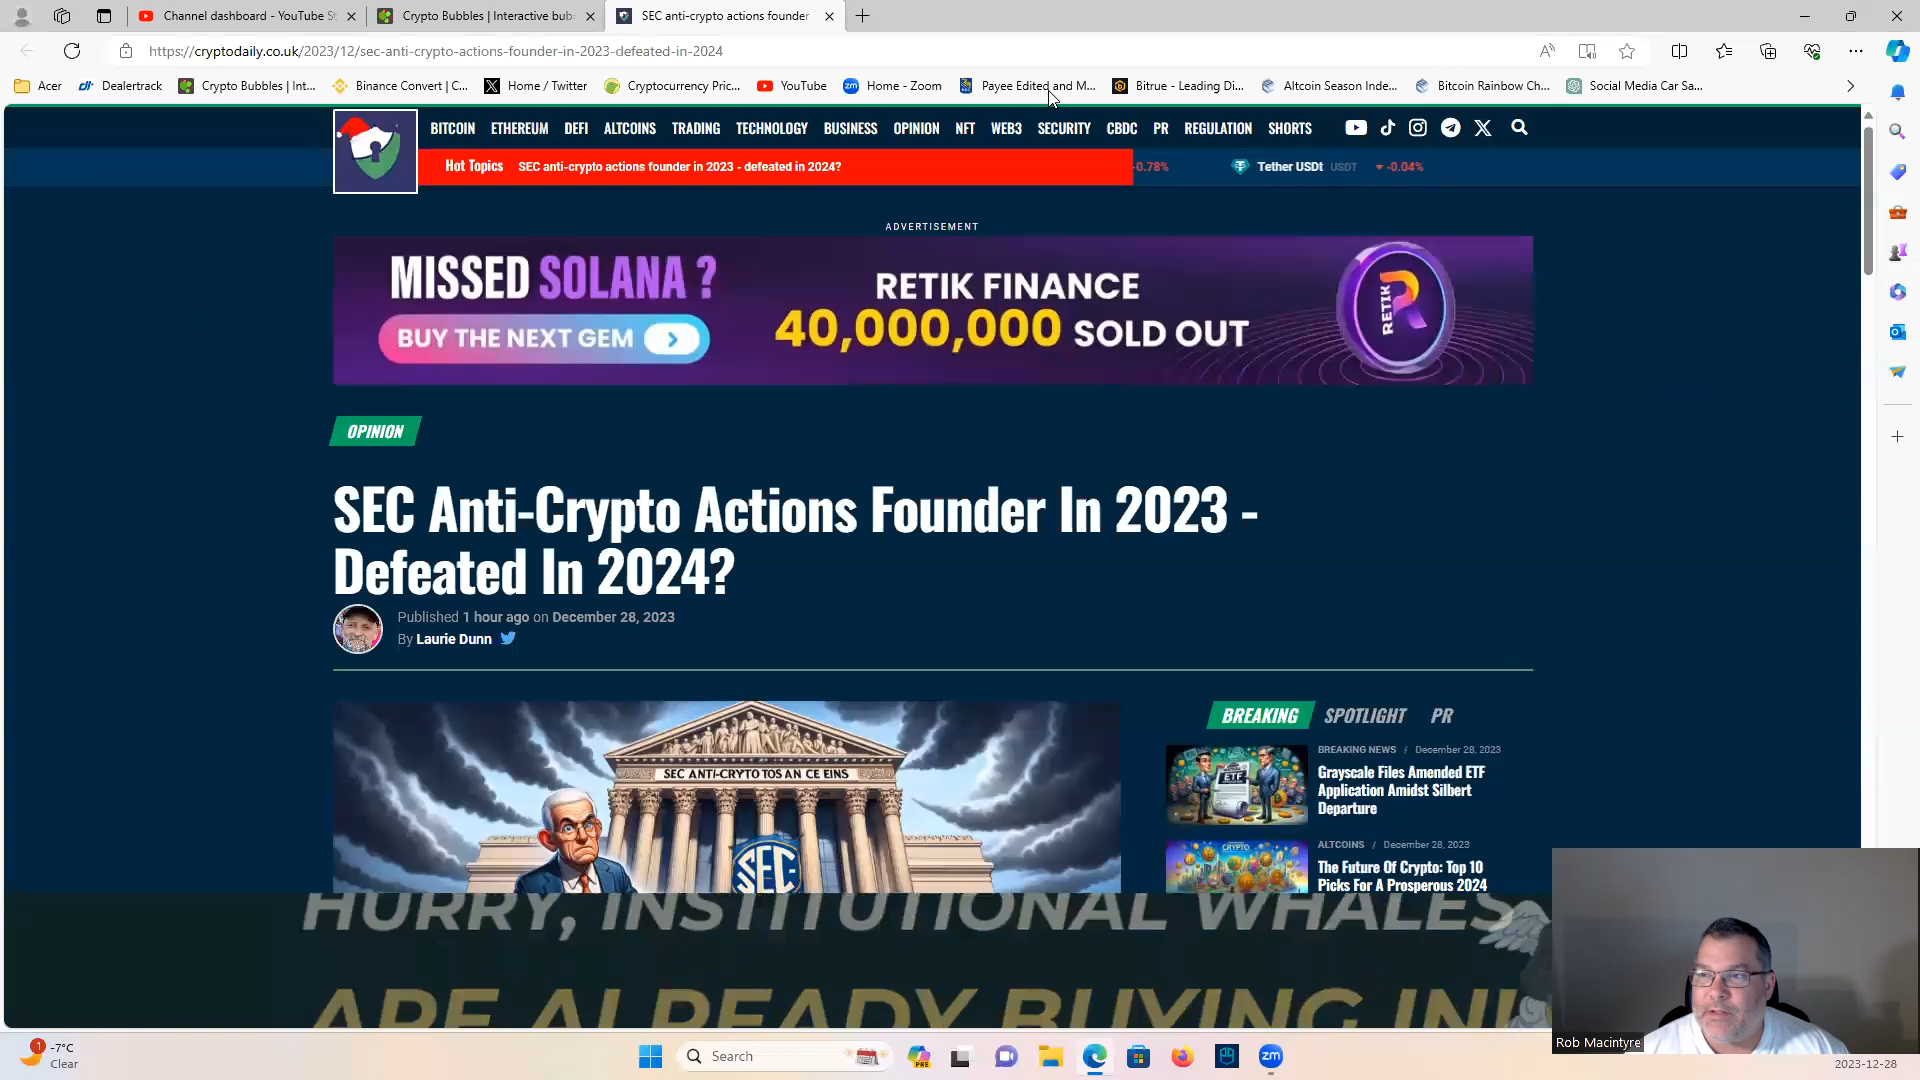 Channel dashboard - YouTube St
Crypto Bubbles | Interactive bub
SEC anti-crypto actions founder
https://cryptodaily.co.uk/2023/12/sec-anti-crypto-actions-founder-in-2023-defeated-in-2024
Acer
Dealertrack
Crypto Bubbles | Int...
Binance Convert | C...
Home / Twitter
Cryptocurrency Pric...
YouTube
Home - Zoom
Payee Edited and M...
Bitrue - Leading Di...
Altcoin Season Inde...
Bitcoin Rainbow Ch...
Social Media Car Sa...
BITCOIN ETHEREUM DEFI ALTCOINS TRADING TECHNOLOGY BUSINESS OPINION NFT WEB3 SECURITY CBDC PR REGULATION SHORTS
Hot Topics SEC anti-crypto actions founder in 2023 - defeated in 2024? -0.78% Tether USDt USDT -0.04%
ADVERTISEMENT
MISSED SOLANA ?
BUY THE NEXT GEM
RETIK FINANCE
40,000,000 SOLD OUT
RETIK
OPINION
SEC Anti-Crypto Actions Founder In 2023 -
Defeated In 2024?
Published 1 hour ago on December 28, 2023
By Laurie Dunn
SEC ANTI-CRYTO TOS AN CE EINS
SEC
BREAKING SPOTLIGHT PR
BREAKING NEWS / December 28, 2023
Grayscale Files Amended ETF
Application Amidst Silbert
Departure
ETF
ALTCOINS / December 28, 2023
The Future Of Crypto: Top 10
Picks For A Prosperous 2024
CRYPTO
HURRY, INSTITUTIONAL WHALES
ARE ALREADY BUYING IN!
Rob Macintyre
1
-7°C
Clear
Search
PRE
zm
2023-12-28